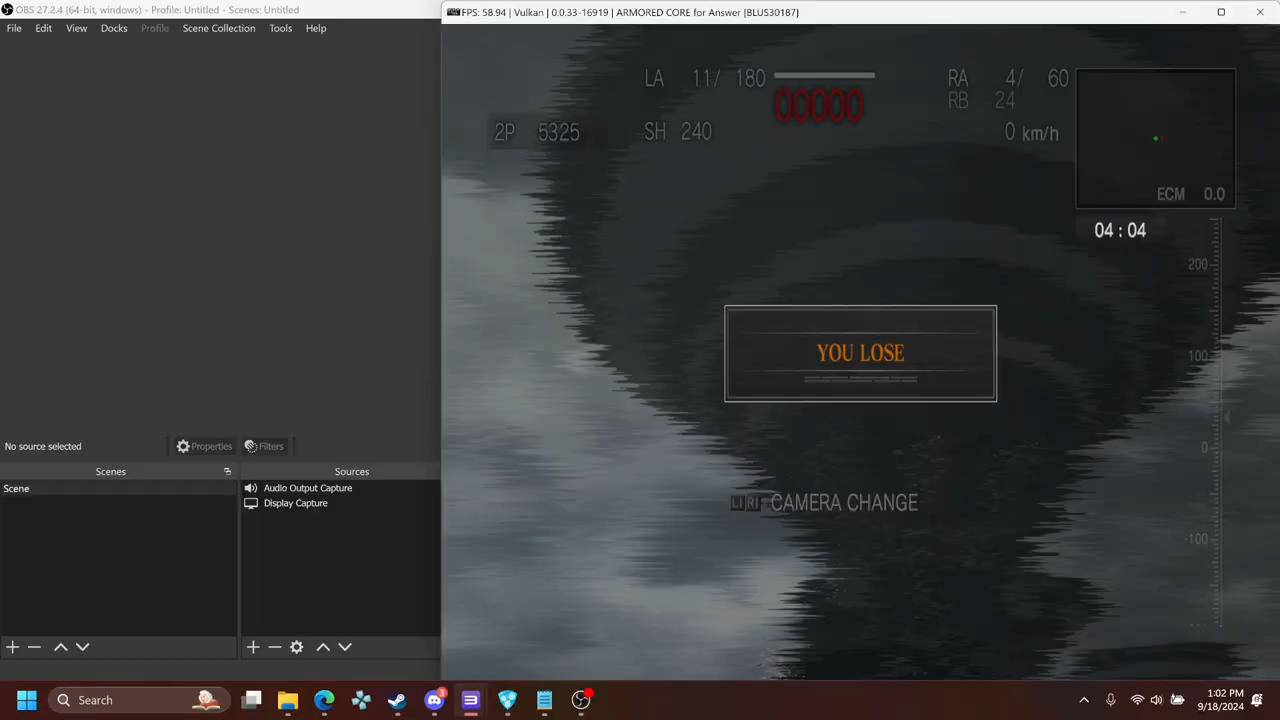 OBS 27.2.4 (64-bit, windows) - Profile: Untitled - Scenes: Untitled
File Edit View Docks Profile Scene Collection Tools Help
FPS: 58.94 | Vulkan | 0.0.33-16919 | ARMORED CORE for Answer [BLUS30187]
LA 11/ 180
00000
RA 4/ 60
RB 24
2P 5325
SH 240
0 km/h
ECM 0.0
04 : 04
200
100
0
-100
YOU LOSE
CAMERA CHANGE
No source selected
Properties
Filters
Scenes
Scene
Sources
Audio Output Capture
Display Capture
Search
3
1:02 PM
9/18/2024